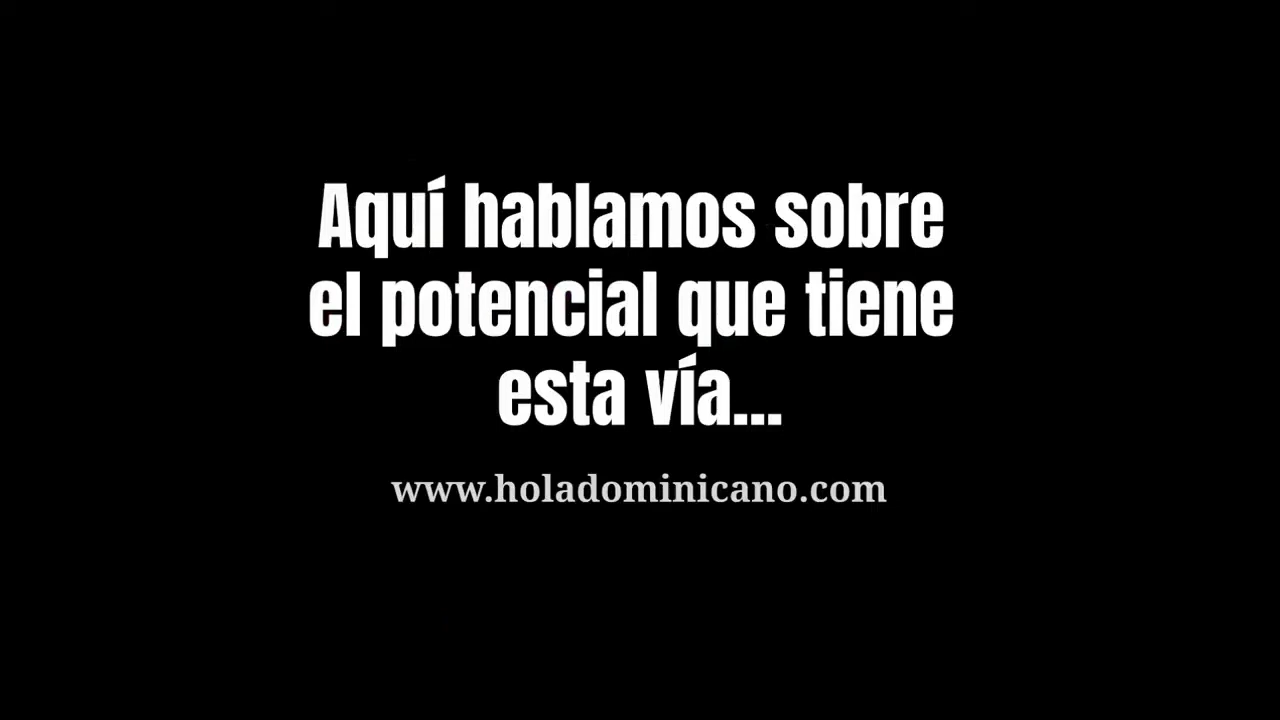 Aquí hablamos sobre
el potencial que tiene
esta vía...
www.holadominicano.com